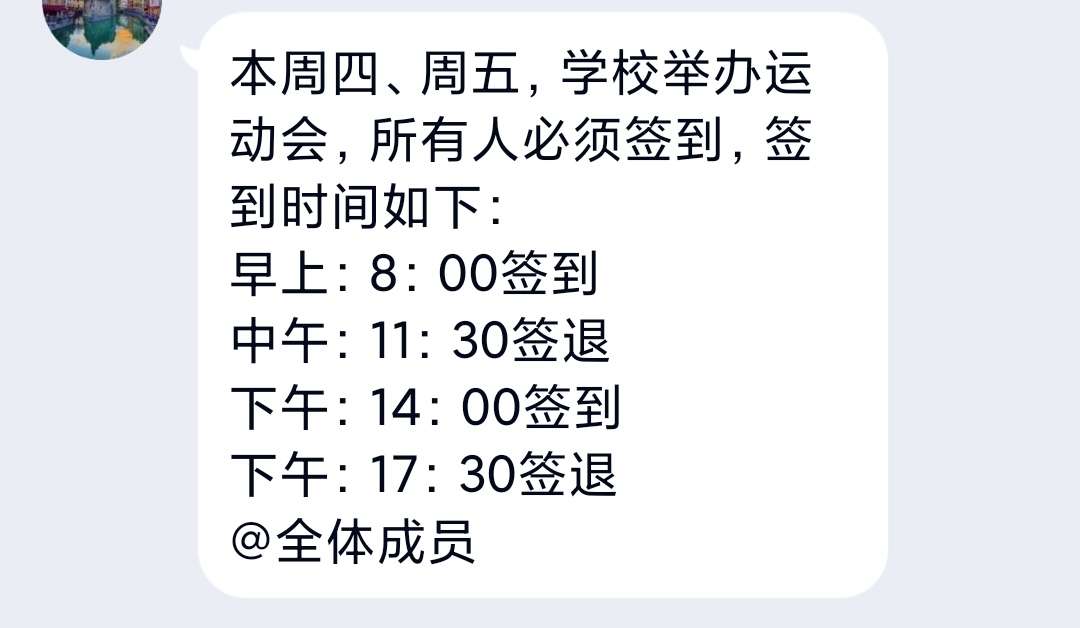 本周四、周五，学校举办运
动会，所有人必须签到，签
到时间如下：
早上：8：00签到
中午：11：30签退
下午：14：00签到
下午：17：30签退
@全体成员